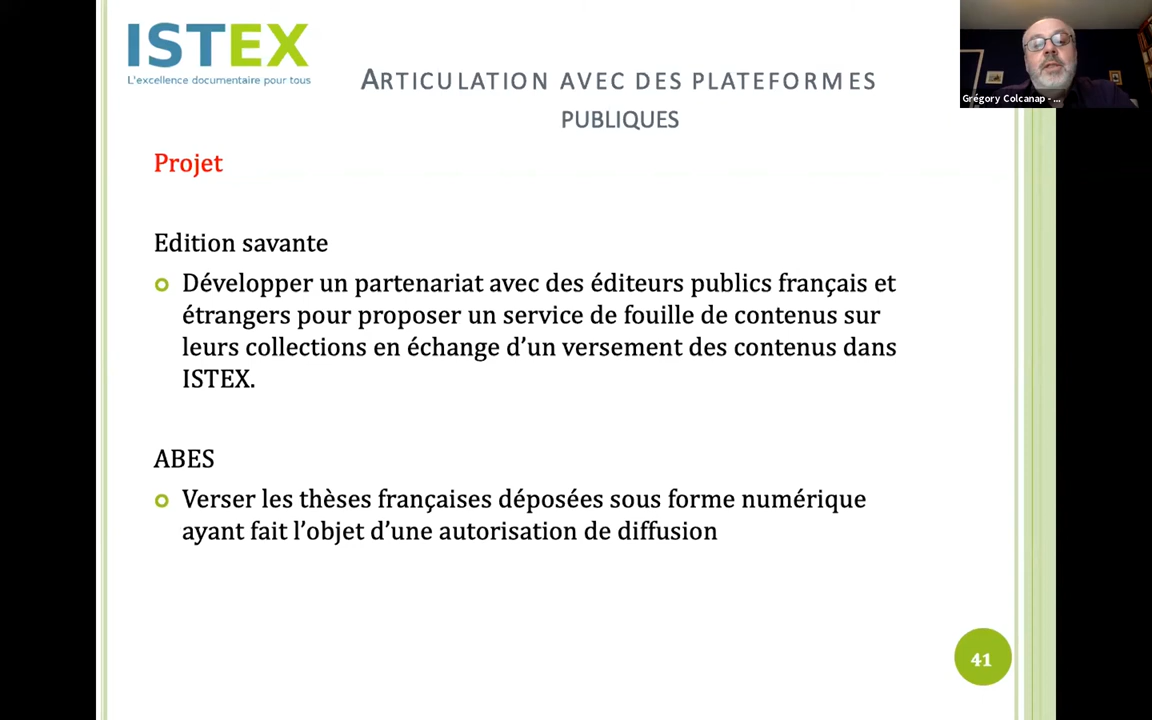 ISTEX
L'excellence documentaire pour tous
ARTICULATION AVEC DES PLATEFORMES
PUBLIQUES
Grégory Colcanap - ...
Projet
Edition savante
Développer un partenariat avec des éditeurs publics français et
étrangers pour proposer un service de fouille de contenus sur
leurs collections en échange d’un versement des contenus dans
ISTEX.
ABES
Verser les thèses françaises déposées sous forme numérique
ayant fait l’objet d’une autorisation de diffusion
41